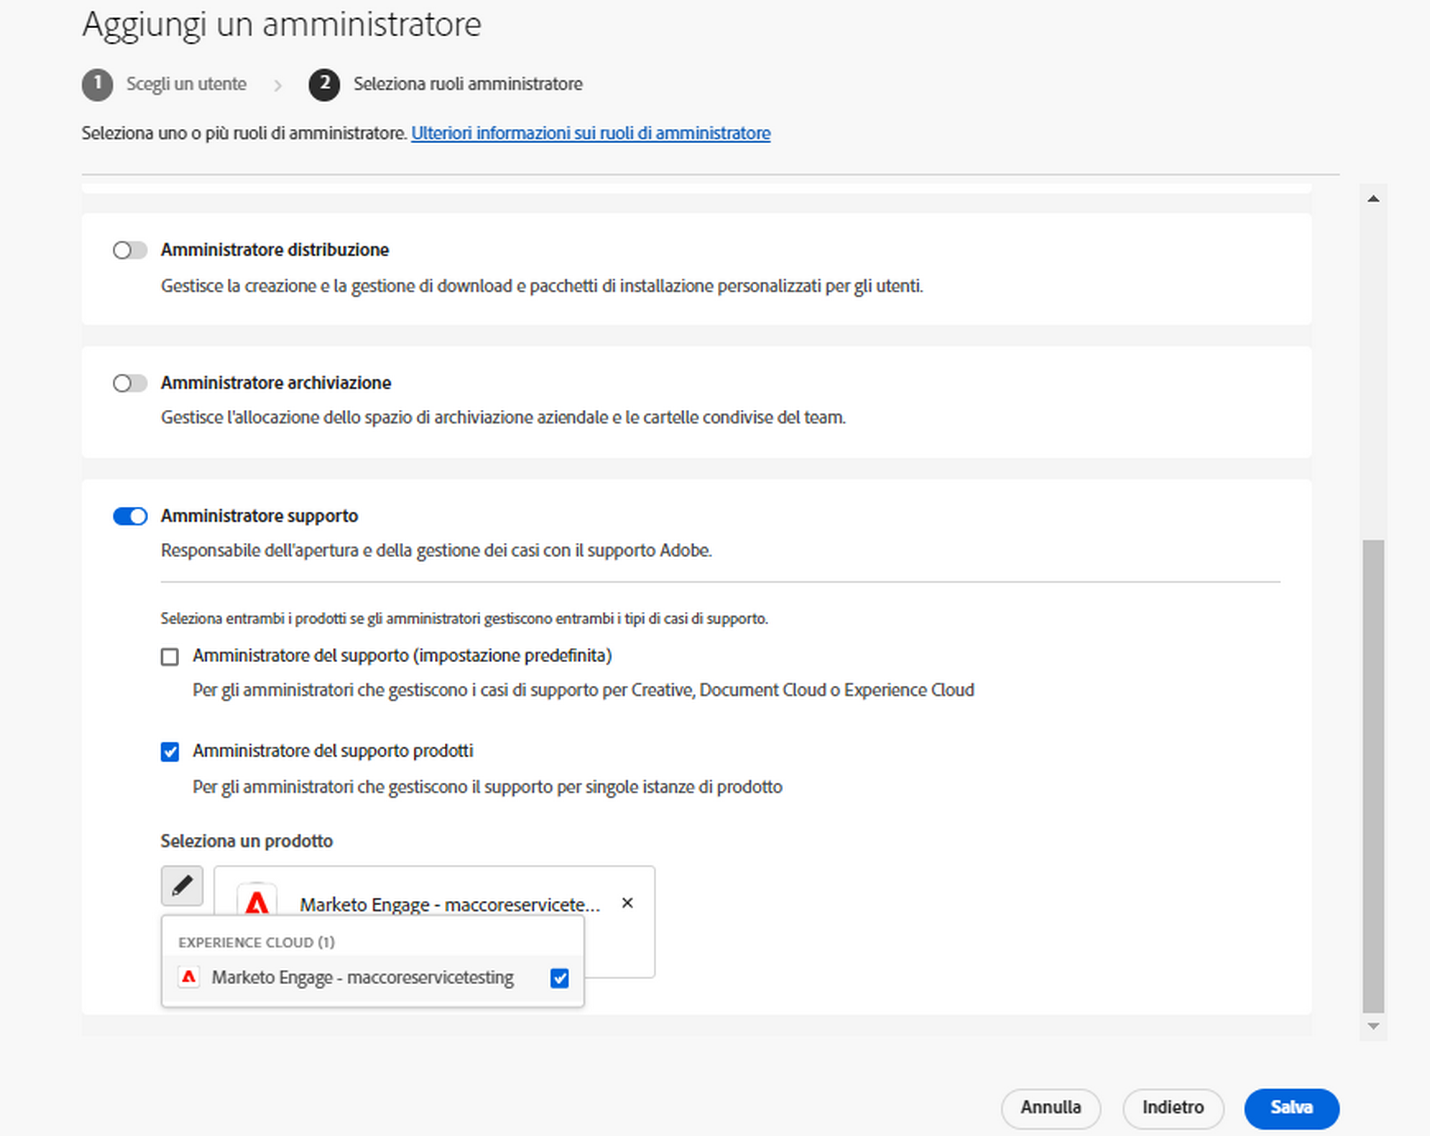 Aggiungi un amministratore
1 Scegli un utente > 2 Seleziona ruoli amministratore
Seleziona uno o più ruoli di amministratore. Ulteriori informazioni sui ruoli di amministratore
Amministratore distribuzione
Gestisce la creazione e la gestione di download e pacchetti di installazione personalizzati per gli utenti.
Amministratore archiviazione
Gestisce l'allocazione dello spazio di archiviazione aziendale e le cartelle condivise del team.
Amministratore supporto
Responsabile dell'apertura e della gestione dei casi con il supporto Adobe.
Seleziona entrambi i prodotti se gli amministratori gestiscono entrambi i tipi di casi di supporto.
Amministratore del supporto (impostazione predefinita)
Per gli amministratori che gestiscono i casi di supporto per Creative, Document Cloud o Experience Cloud
Amministratore del supporto prodotti
Per gli amministratori che gestiscono il supporto per singole istanze di prodotto
Seleziona un prodotto
Marketo Engage - maccoreservicete...
EXPERIENCE CLOUD (1)
Marketo Engage - maccoreservicetesting
Annulla Indietro Salva